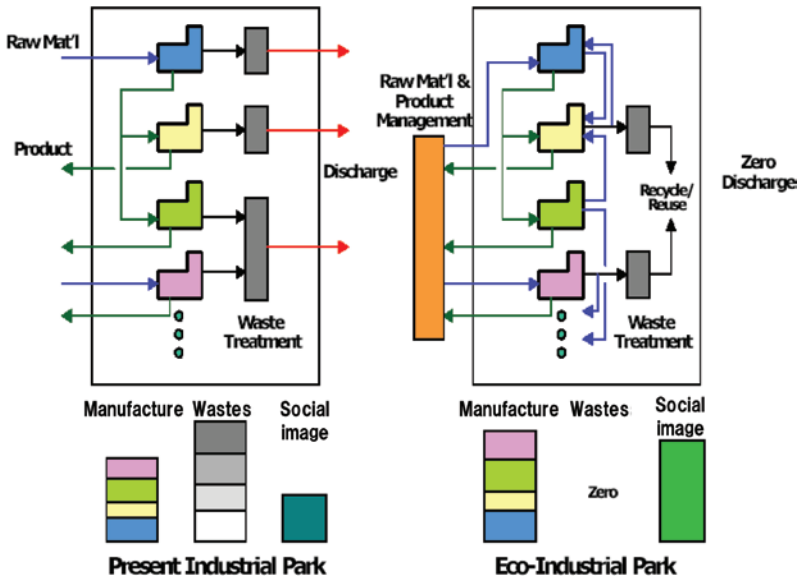 Raw Mat'l
Product
Discharge
Waste
Treatment
Manufacture Wastes Social
image
Present Industrial Park
Raw Mat'l &
Product
Management
Recycle/
Reuse
Zero
Discharges
Waste
Treatment
Manufacture Wastes Social
image
Zero
Eco-Industrial Park